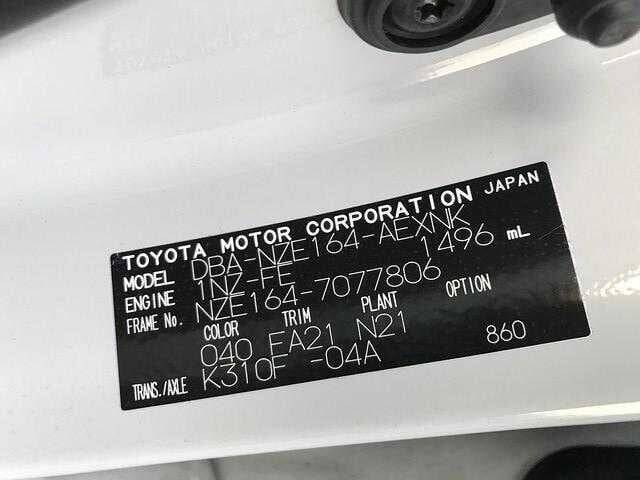 TOYOTA MOTOR CORPORATION JAPAN
MODEL DBA-NZE164-AEXNK
ENGINE 1NZ-FE 1496 mL
FRAME No. NZE164-7077806
COLOR TRIM PLANT OPTION
040 FA21 N21 860
TRANS./AXLE K310F -04A